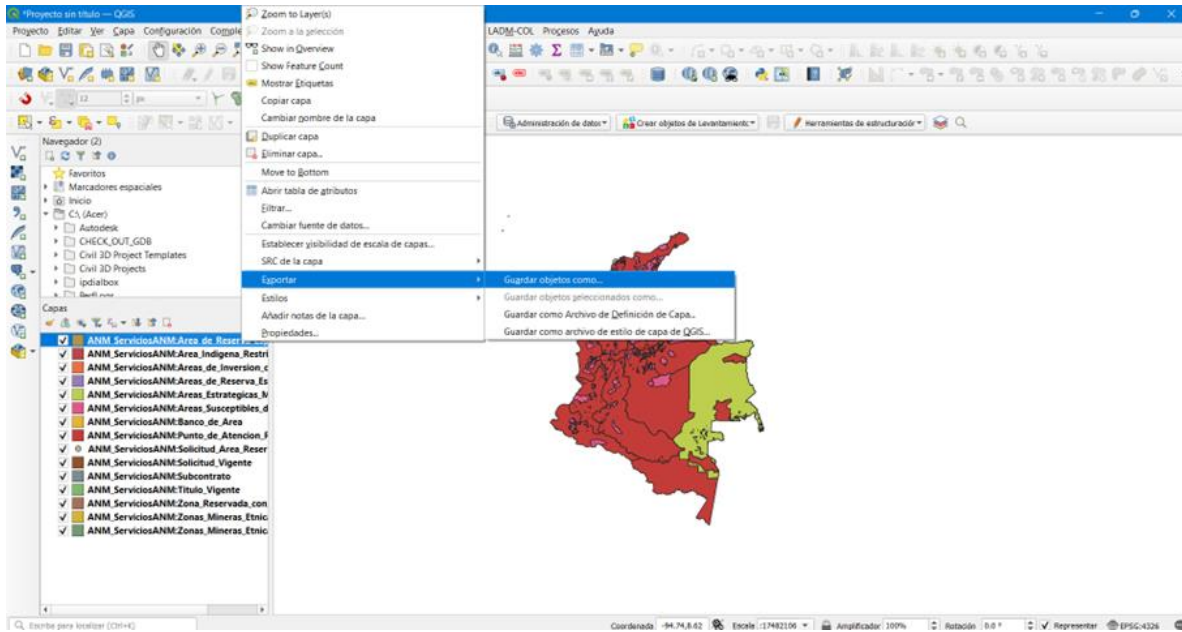 *Proyecto sin título — QGIS
Proyecto Editar Ver Capa Configuración Comple
LADM-COL Procesos Ayuda
Zoom to Layer(s)
Zoom a la selección
Show in Overview
Show Feature Count
Mostrar Etiquetas
Copiar capa
Cambiar nombre de la capa
Duplicar capa
Eliminar capa...
Move to Bottom
Abrir tabla de atributos
Filtrar...
Cambiar fuente de datos...
Establecer visibilidad de escala de capas...
SRC de la capa
Exportar
Estilos
Añadir notas de la capa...
Propiedades...
Guardar objetos como...
Guardar objetos seleccionados como...
Guardar como Archivo de Definición de Capa...
Guardar como archivo de estilo de capa de QGIS...
12 px
Administración de datos
Crear objetos de Levantamiento
Herramientas de estructuración
Navegador (2)
Favoritos
Marcadores espaciales
Inicio
C:\ (Acer)
Autodesk
CHECK_OUT_GDB
Civil 3D Project Templates
Civil 3D Projects
ipdialbox
PerfLogs
Capas
ANM_ServiciosANM:Area_de_Reser
ANM_ServiciosANM:Area_Indigena_Restri
ANM_ServiciosANM:Areas_de_Inversion_c
ANM_ServiciosANM:Areas_de_Reserva_Es
ANM_ServiciosANM:Areas_Estrategicas_M
ANM_ServiciosANM:Areas_Susceptibles_d
ANM_ServiciosANM:Banco_de_Area
ANM_ServiciosANM:Punto_de_Atencion_F
ANM_ServiciosANM:Solicitud_Area_Reser
ANM_ServiciosANM:Solicitud_Vigente
ANM_ServiciosANM:Subcontrato
ANM_ServiciosANM:Titulo_Vigente
ANM_ServiciosANM:Zona_Reservada_con
ANM_ServiciosANM:Zonas_Mineras_Etnic
ANM_ServiciosANM:Zonas_Mineras_Etnic
Escribe para localizar (Ctrl+K)
Coordenada -94.74,8.62 Escala :17482106 Amplificador 100% Rotación 0.0 ° Representar EPSG:4326